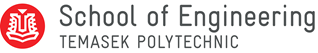 School of Engineering
TEMASEK POLYTECHNIC